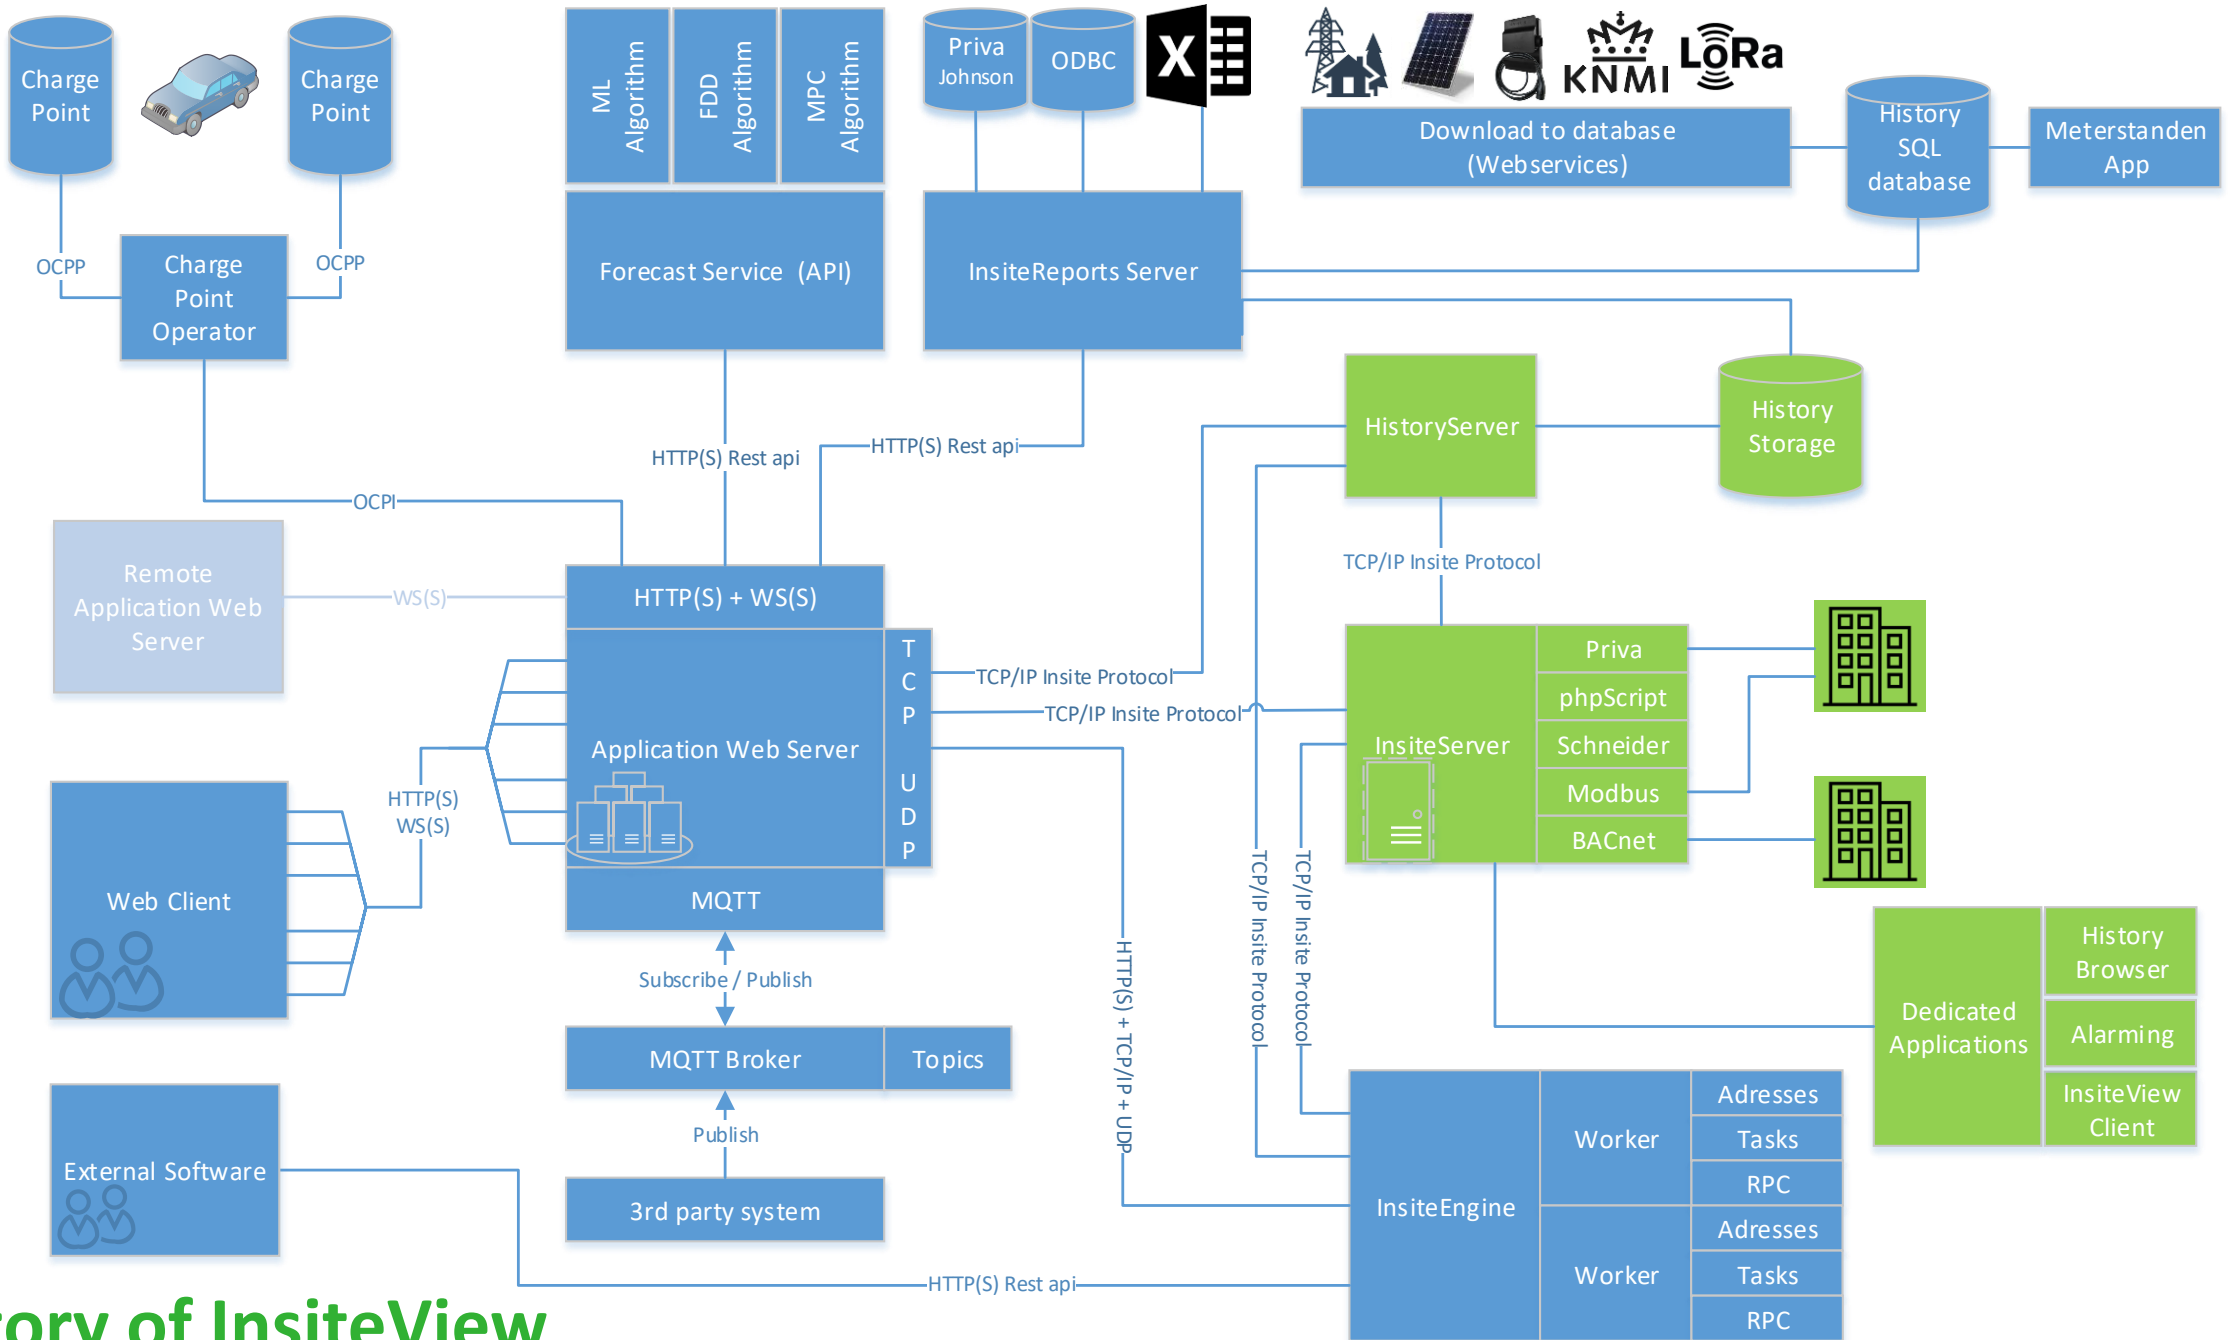 Charge
Point
Charge
Point
ML
Algorithm
FDD
Algorithm
MPC
Algorithm
Priva
Johnson
ODBC
X
KNMI
LoRa
Download to database
(Webservices)
History
SQL
database
Meterstanden
App
OCPP
Charge
Point
Operator
OCPP
Forecast Service (API)
InsiteReports Server
HistoryServer
History
Storage
HTTP(S) Rest api
HTTP(S) Rest api
OCPI
TCP/IP Insite Protocol
Remote
Application Web
Server
WS(S)
HTTP(S) + WS(S)
Application Web Server
T
C
P
U
D
P
MQTT
TCP/IP Insite Protocol
TCP/IP Insite Protocol
InsiteServer
Priva
phpScript
Schneider
Modbus
BACnet
HTTP(S)
WS(S)
Web Client
Subscribe / Publish
HTTP(S) + TCP/IP + UDP
TCP/IP Insite Protocol
TCP/IP Insite Protocol
Dedicated
Applications
History
Browser
Alarming
InsiteView
Client
MQTT Broker
Topics
Publish
3rd party system
External Software
HTTP(S) Rest api
InsiteEngine
Worker
Adresses
Tasks
RPC
Worker
Adresses
Tasks
RPC
tory of InsiteView